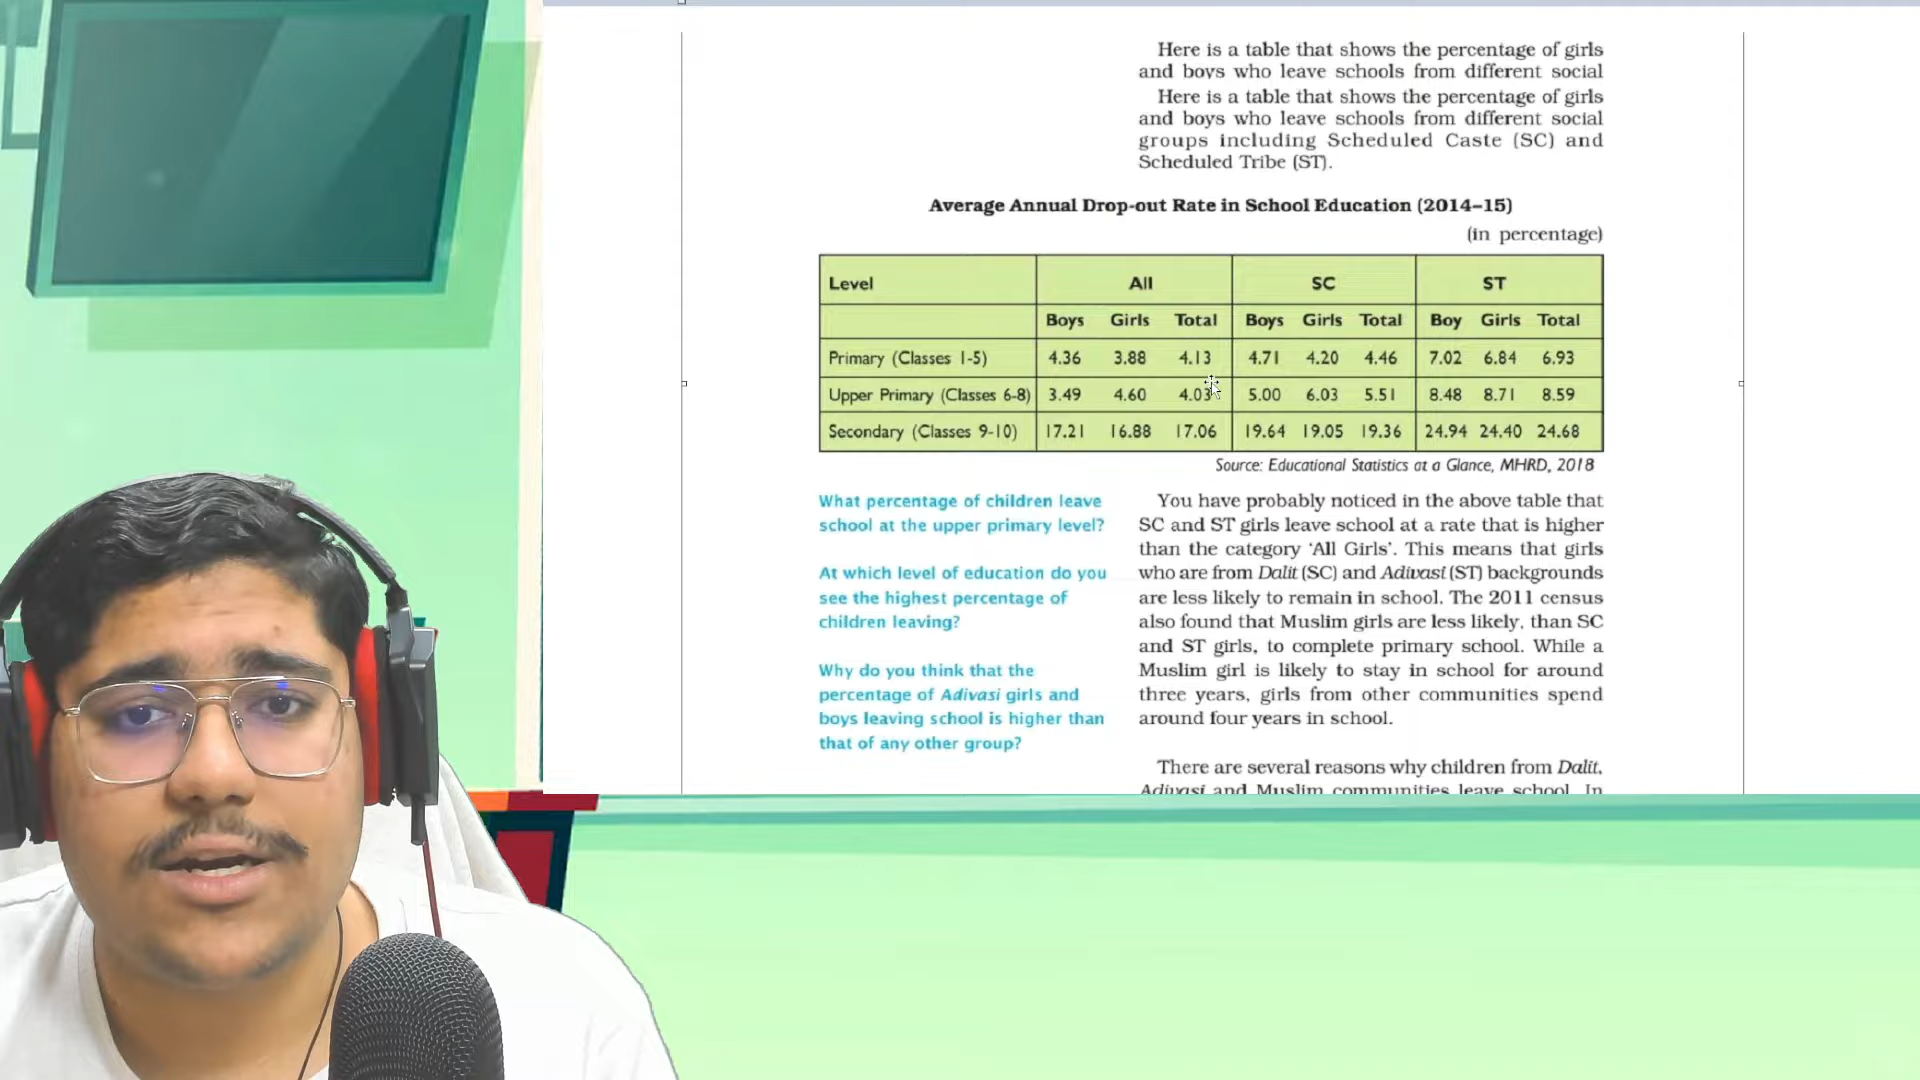 Here is a table that shows the percentage of girls
and boys who leave schools from different social
Here is a table that shows the percentage of girls
and boys who leave schools from different social
groups including Scheduled Caste (SC) and
Scheduled Tribe (ST).
Average Annual Drop-out Rate in School Education (2014–15)
(in percentage)
Level All SC ST
Boys Girls Total Boys Girls Total Boy Girls Total
Primary (Classes 1-5) 4.36 3.88 4.13 4.71 4.20 4.46 7.02 6.84 6.93
Upper Primary (Classes 6-8) 3.49 4.60 4.03 5.00 6.03 5.51 8.48 8.71 8.59
Secondary (Classes 9-10) 17.21 16.88 17.06 19.64 19.05 19.36 24.94 24.40 24.68
Source: Educational Statistics at a Glance, MHRD, 2018
What percentage of children leave
school at the upper primary level?
At which level of education do you
see the highest percentage of
children leaving?
Why do you think that the
percentage of Adivasi girls and
boys leaving school is higher than
that of any other group?
You have probably noticed in the above table that
SC and ST girls leave school at a rate that is higher
than the category ‘All Girls’. This means that girls
who are from Dalit (SC) and Adivasi (ST) backgrounds
are less likely to remain in school. The 2011 census
also found that Muslim girls are less likely, than SC
and ST girls, to complete primary school. While a
Muslim girl is likely to stay in school for around
three years, girls from other communities spend
around four years in school.
There are several reasons why children from Dalit,
Adivasi and Muslim communities leave school. In